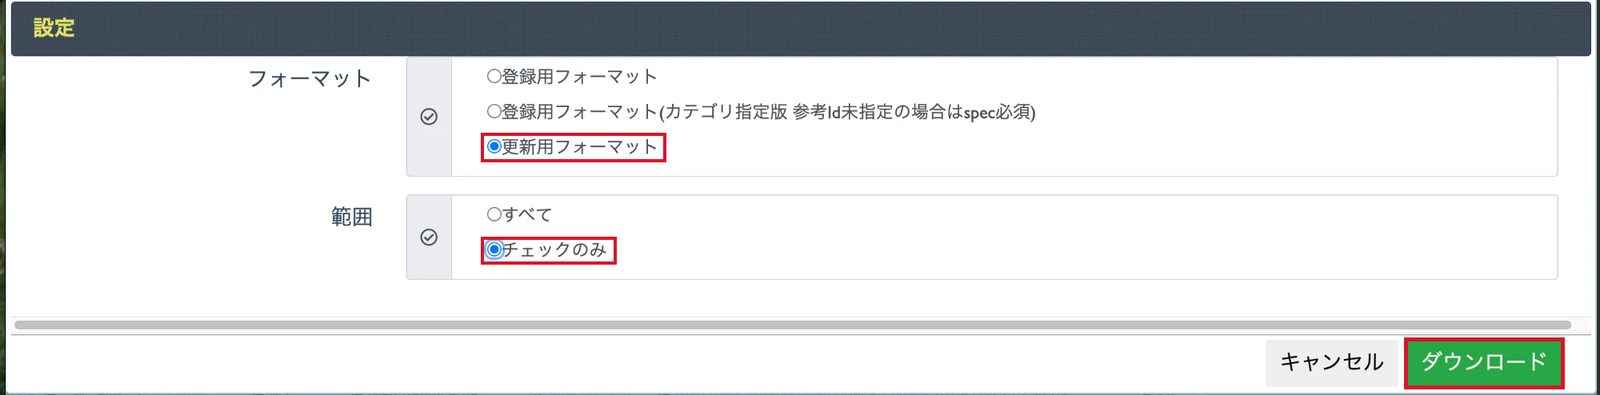 設定
フォーマット
登録用フォーマット
登録用フォーマット(カテゴリ指定版 参考Id未指定の場合はspec必須)
更新用フォーマット
範囲
すべて
チェックのみ
キャンセル
ダウンロード